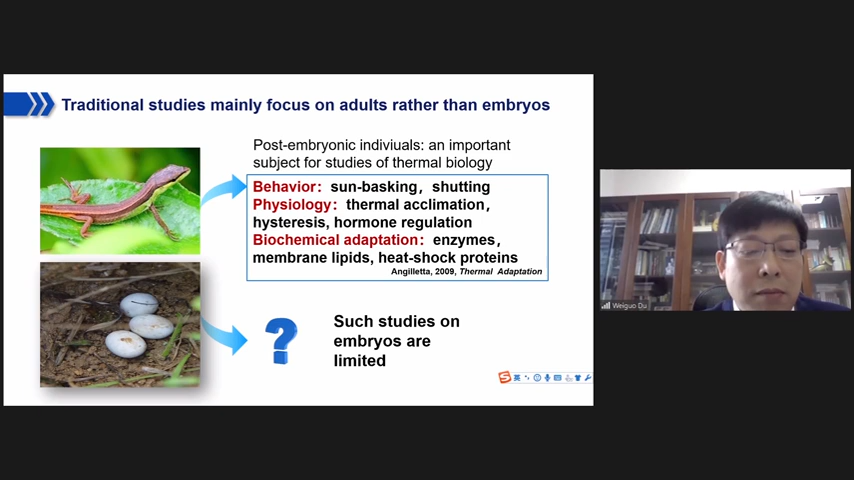 Traditional studies mainly focus on adults rather than embryos
Post-embryonic indiviuals: an important
subject for studies of thermal biology
Behavior：sun-basking，shutting
Physiology：thermal acclimation，
hysteresis, hormone regulation
Biochemical adaptation：enzymes，
membrane lipids, heat-shock proteins
Angilletta, 2009, Thermal Adaptation
?
Such studies on
embryos are
limited
S 英
Weiguo Du